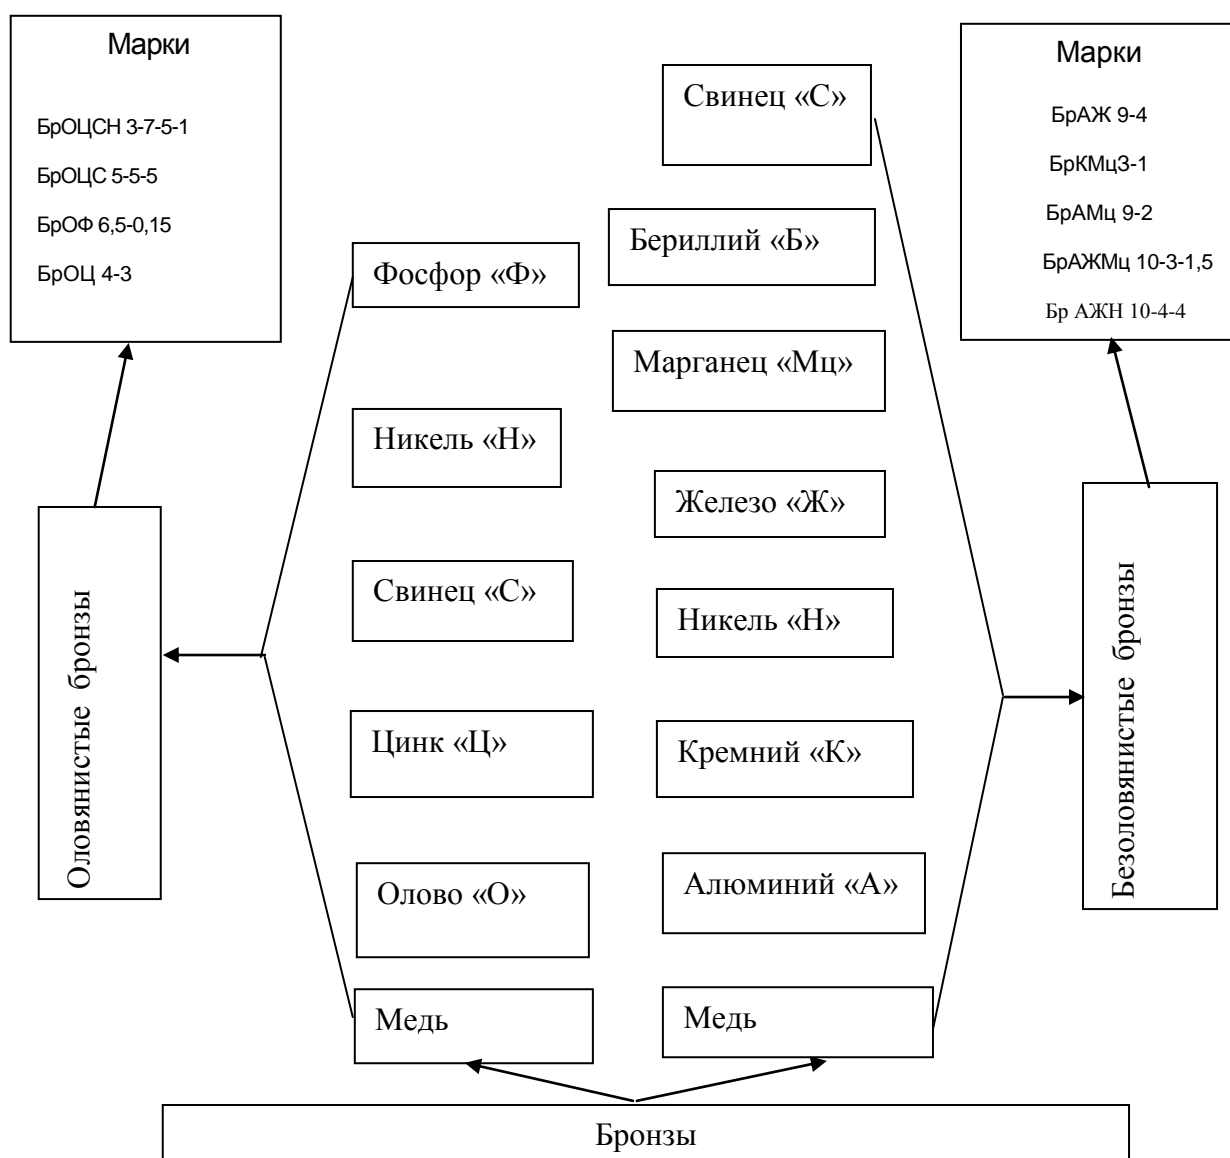 Марки
БрОЦСН 3-7-5-1
БрОЦС 5-5-5
БрОФ 6,5-0,15
БрОЦ 4-3
Оловянистые бронзы
Фосфор «Ф»
Никель «Н»
Свинец «С»
Цинк «Ц»
Олово «О»
Медь
Свинец «С»
Бериллий «Б»
Марганец «Мц»
Железо «Ж»
Никель «Н»
Кремний «К»
Алюминий «А»
Медь
Марки
БрАЖ 9-4
БрКМц3-1
БрАМц 9-2
БрАЖМц 10-3-1,5
Бр АЖН 10-4-4
Безоловянистые бронзы
Бронзы